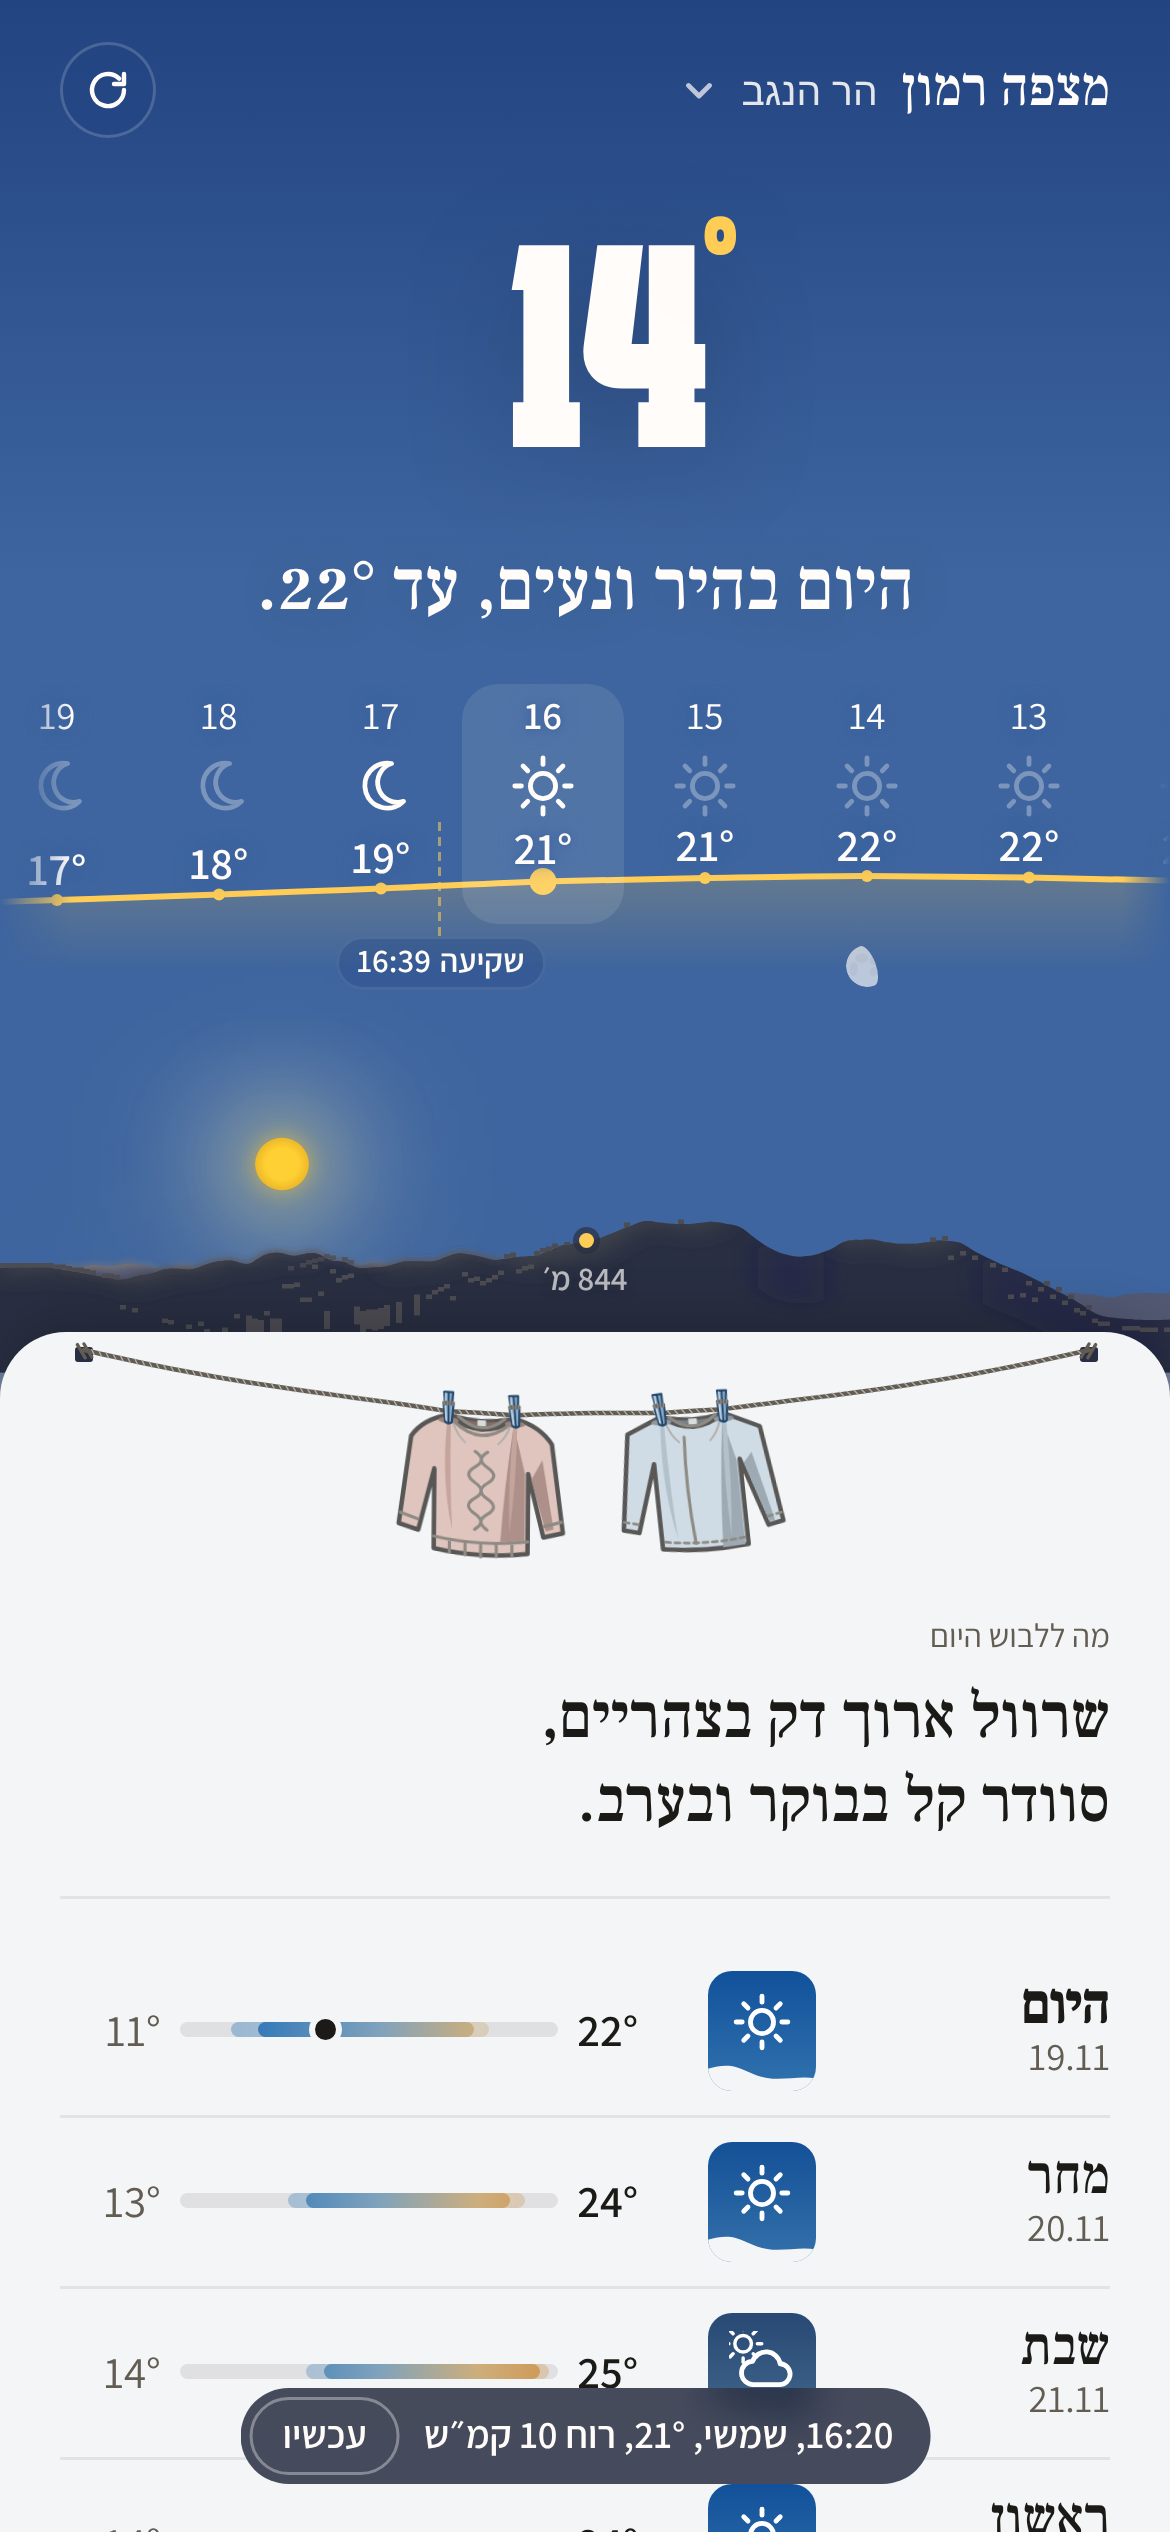 מצפה רמון הר הנגב
14°
היום בהיר ונעים, עד 22°.
13 14 15 16 17 18 19
22° 22° 21° 21° 19° 18° 17°
שקיעה 16:39
844 מ׳
מה ללבוש היום
שרוול ארוך דק בצהריים,
סוודר קל בבוקר ובערב.
היום 22° 11°
19.11
מחר 24° 13°
20.11
שבת 25° 14°
21.11
16:20, שמשי, 21°, רוח 10 קמ״ש עכשיו
ראשון